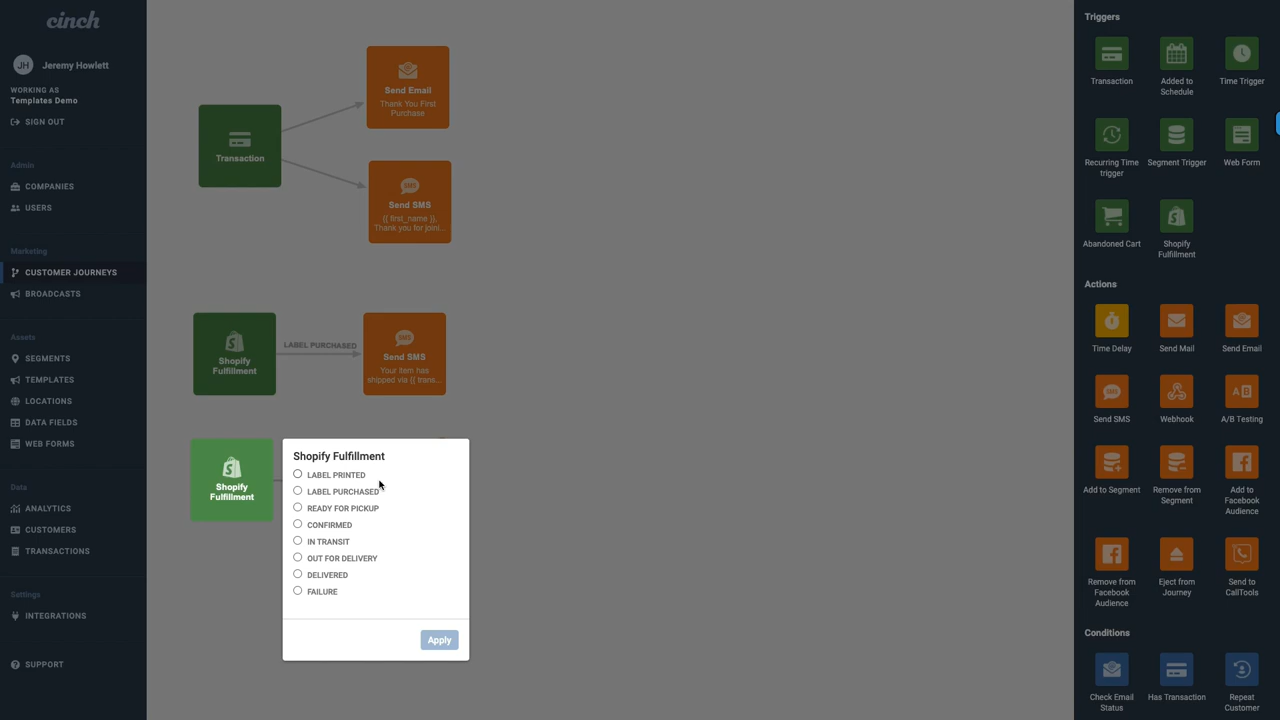 cinch
JH
Jeremy Howlett
WORKING AS
Templates Demo
SIGN OUT
Admin
COMPANIES
USERS
Marketing
CUSTOMER JOURNEYS
BROADCASTS
Assets
SEGMENTS
TEMPLATES
LOCATIONS
DATA FIELDS
WEB FORMS
Data
ANALYTICS
CUSTOMERS
TRANSACTIONS
Settings
INTEGRATIONS
SUPPORT
Transaction
Send Email
Thank You First
Purchase
SMS
Send SMS
{{ first_name }},
Thank you for joini...
Shopify
Fulfillment
LABEL PURCHASED
SMS
Send SMS
Your item has
shipped via {{ trans...
Shopify
Fulfillment
Shopify Fulfillment
LABEL PRINTED
LABEL PURCHASED
READY FOR PICKUP
CONFIRMED
IN TRANSIT
OUT FOR DELIVERY
DELIVERED
FAILURE
Apply
Triggers
Transaction
Added to
Schedule
Time Trigger
Recurring Time
trigger
Segment Trigger
Web Form
Abandoned Cart
Shopify
Fulfillment
Actions
Time Delay
Send Mail
Send Email
SMS
Send SMS
Webhook
A B
A/B Testing
Add to Segment
Remove from
Segment
Add to
Facebook
Audience
Remove from
Facebook
Audience
Eject from
Journey
Send to
CallTools
Conditions
Check Email
Status
Has Transaction
Repeat
Customer